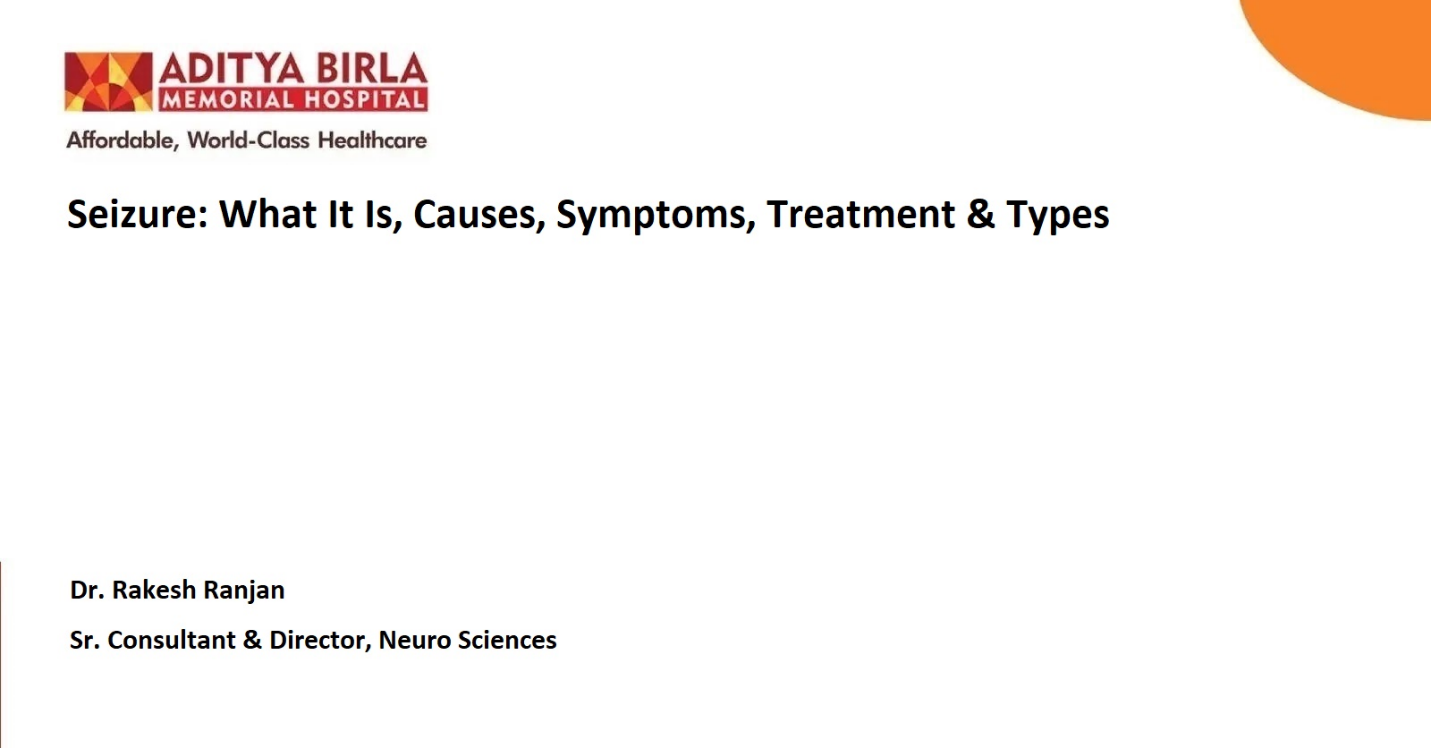 ADITYA BIRLA
MEMORIAL HOSPITAL
Affordable, World-Class Healthcare
Seizure: What It Is, Causes, Symptoms, Treatment & Types
Dr. Rakesh Ranjan
Sr. Consultant & Director, Neuro Sciences